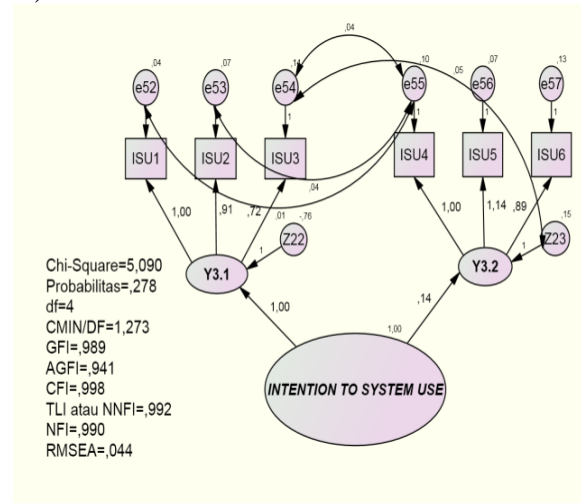 ,04
,04 ,07 ,14 ,10 ,07 ,13
,05
e52 e53 e54 e55 e56 e57
1 1 1 1 1 1
ISU1 ISU2 ISU3 ISU4 ISU5 ISU6
,04
1,00 ,91 ,72 ,01 -,76 1,00 1,14 ,89 ,15
Z22 Z23
1 1
Y3.1 Y3.2
1,00 ,14
1,00
INTENTION TO SYSTEM USE
Chi-Square=5,090
Probabilitas=,278
df=4
CMIN/DF=1,273
GFI=,989
AGFI=,941
CFI=,998
TLI atau NNFI=,992
NFI=,990
RMSEA=,044